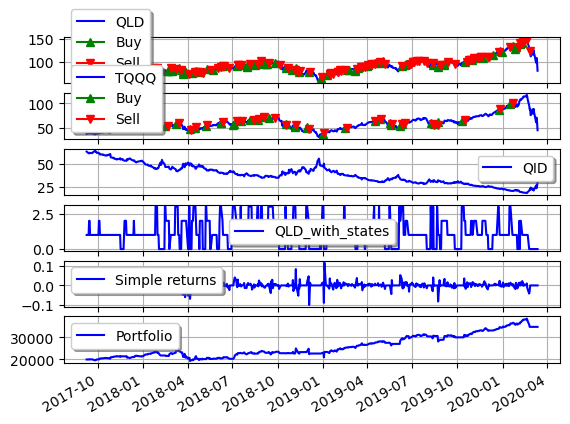 QLD
Buy
Sell
150
100
TQQQ
Buy
Sell
100
50
QID
50
25
QLD_with_states
2.5
0.0
Simple returns
0.1
0.0
−0.1
Portfolio
30000
20000
2017-10
2018-01
2018-04
2018-07
2018-10
2019-01
2019-04
2019-07
2019-10
2020-01
2020-04